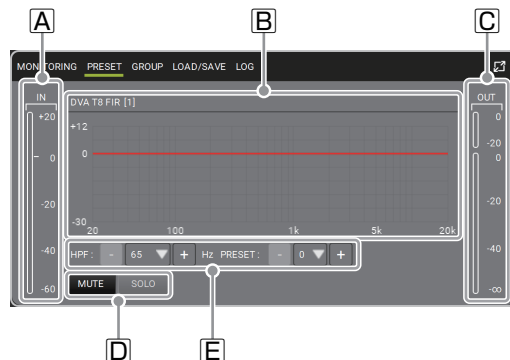 A
B
C
MONITORING PRESET GROUP LOAD/SAVE LOG
IN
DVA T8 FIR [1]
OUT
+20
+12
0
0
0
-20
0
-20
-20
-30
20
100
1k
5k
20k
-40
HPF: - 65 + Hz PRESET: - 0 +
-40
-60
MUTE SOLO
-∞
D
E